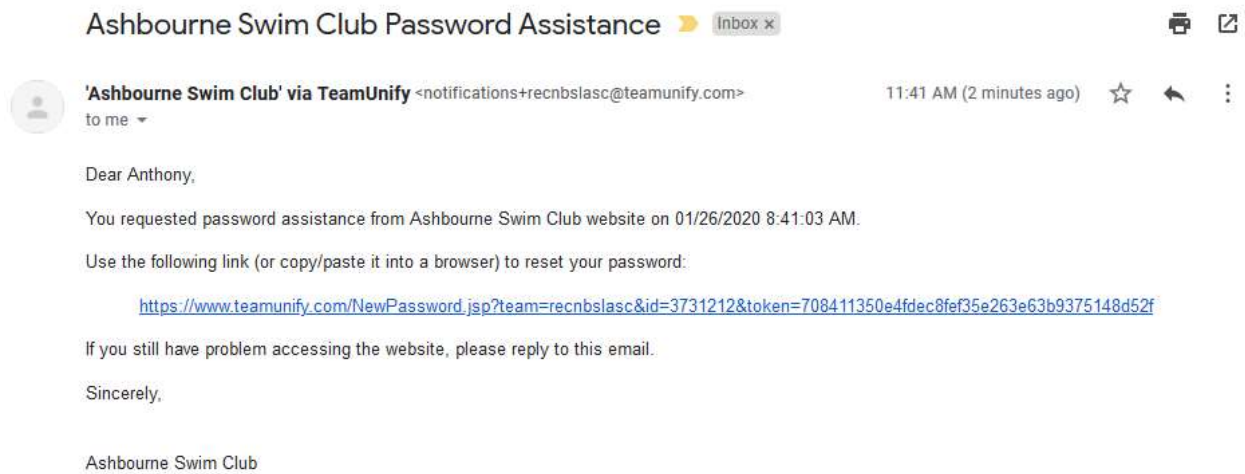 Ashbourne Swim Club Password Assistance Inbox x
'Ashbourne Swim Club' via TeamUnify <notifications+recnbslasc@teamunify.com> 11:41 AM (2 minutes ago)
to me
Dear Anthony,
You requested password assistance from Ashbourne Swim Club website on 01/26/2020 8:41:03 AM.
Use the following link (or copy/paste it into a browser) to reset your password:
https://www.teamunify.com/NewPassword.jsp?team=recnbslasc&id=3731212&token=708411350e4fdec8fef35e263e63b9375148d52f
If you still have problem accessing the website, please reply to this email.
Sincerely,
Ashbourne Swim Club